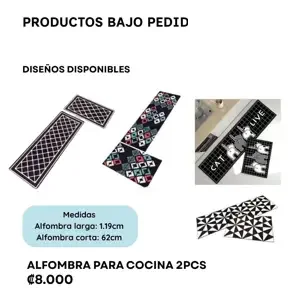 PRODUCTOS BAJO PEDID
DISEÑOS DISPONIBLES
CAT
LIVE
Medidas
Alfombra larga: 1.19cm
Alfombra corta: 62cm
ALFOMBRA PARA COCINA 2PCS
₡8.000